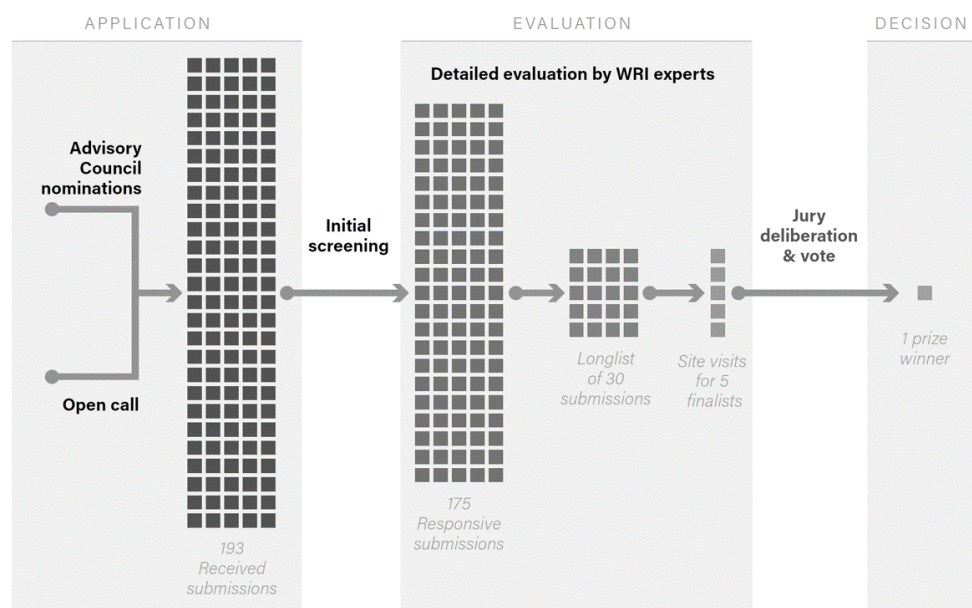 APPLICATION
EVALUATION
DECISION
Detailed evaluation by WRI experts
Advisory
Council
nominations
Open call
193
Received
submissions
Initial
screening
175
Responsive
submissions
Longlist
of 30
submissions
Site visits
for 5
finalists
Jury
deliberation
& vote
1 prize
winner